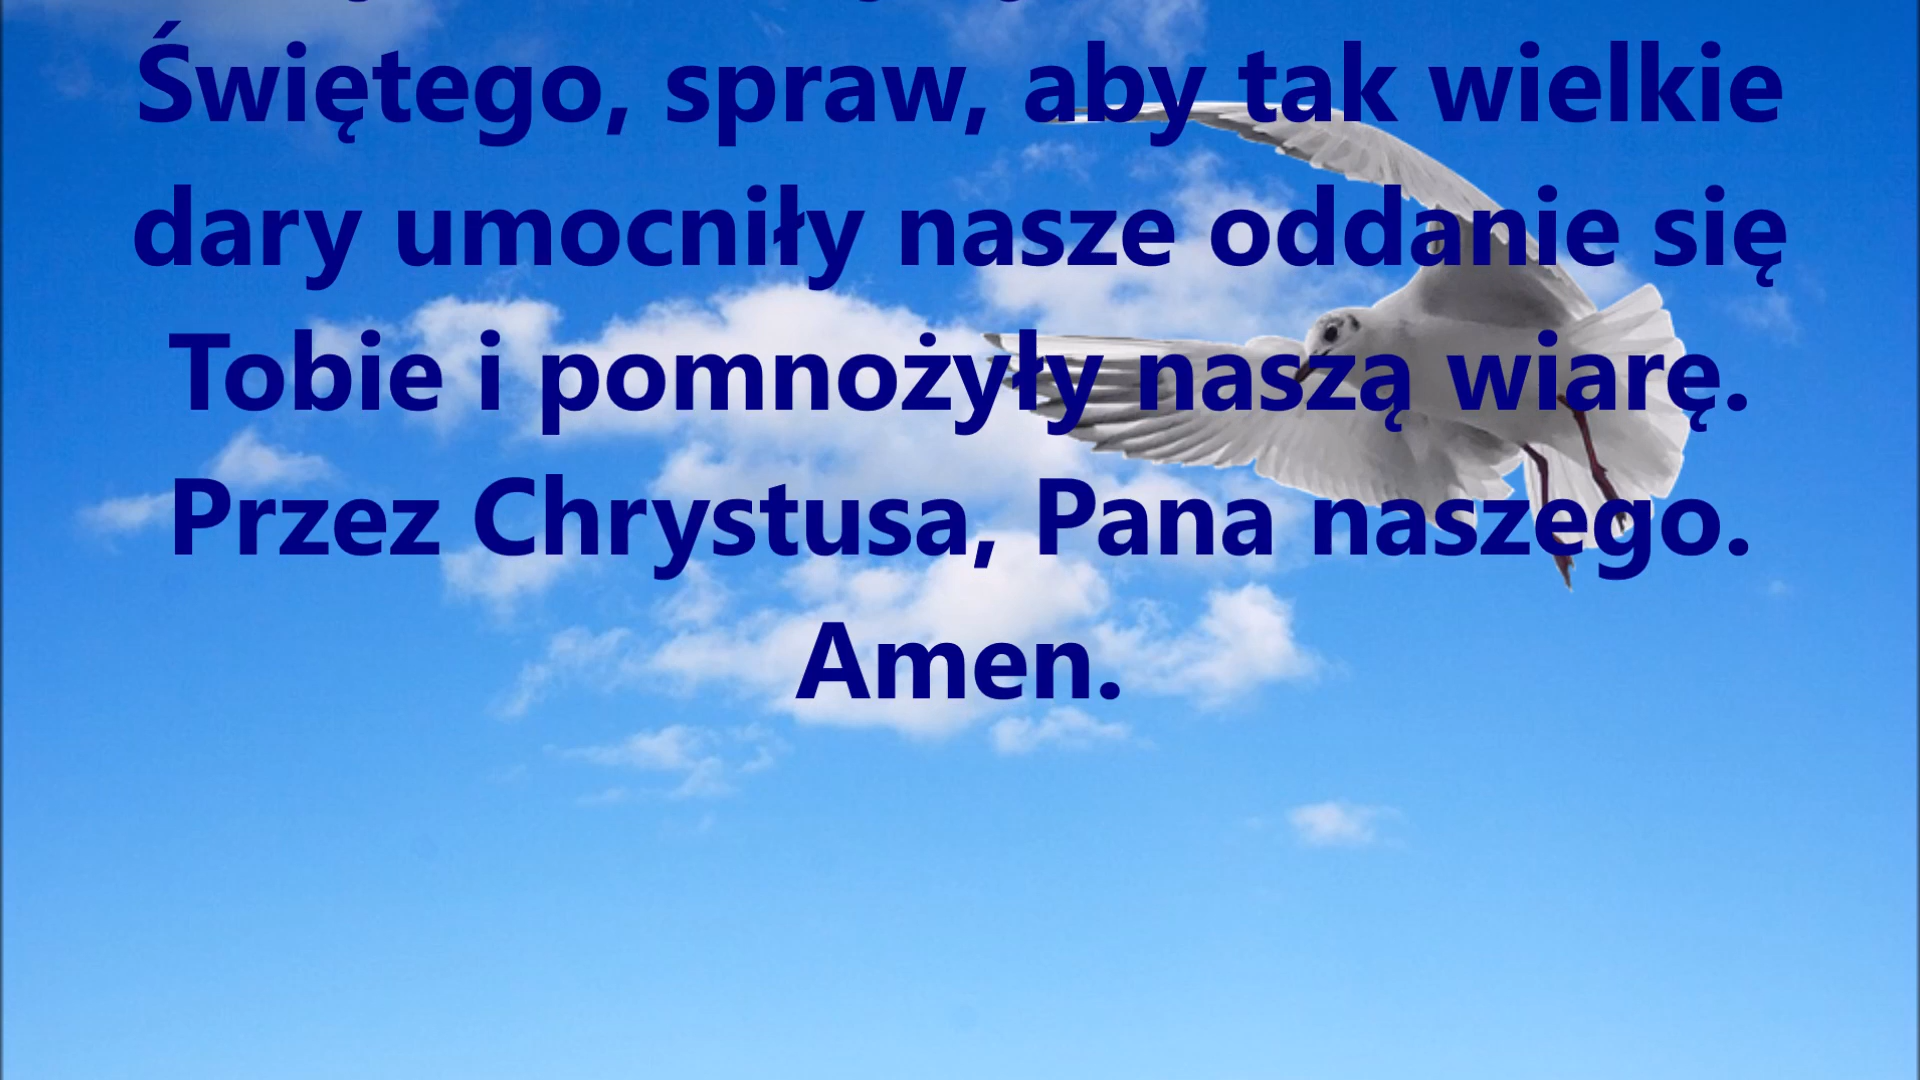 Świętego, spraw, aby tak wielkie
dary umocniły nasze oddanie się
Tobie i pomnożyły naszą wiarę.
Przez Chrystusa, Pana naszego.
Amen.